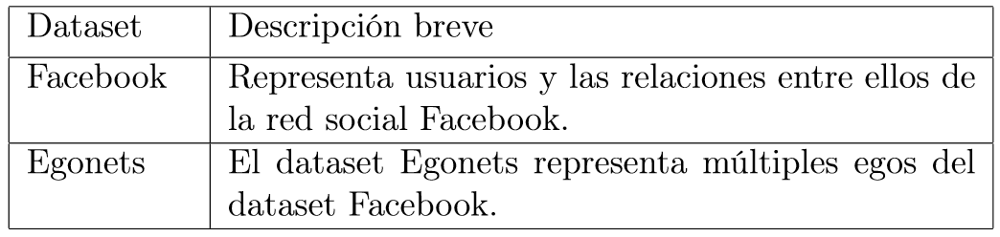 Dataset Descripción breve
Facebook Representa usuarios y las relaciones entre ellos de
la red social Facebook.
Egonets El dataset Egonets representa múltiples egos del
dataset Facebook.